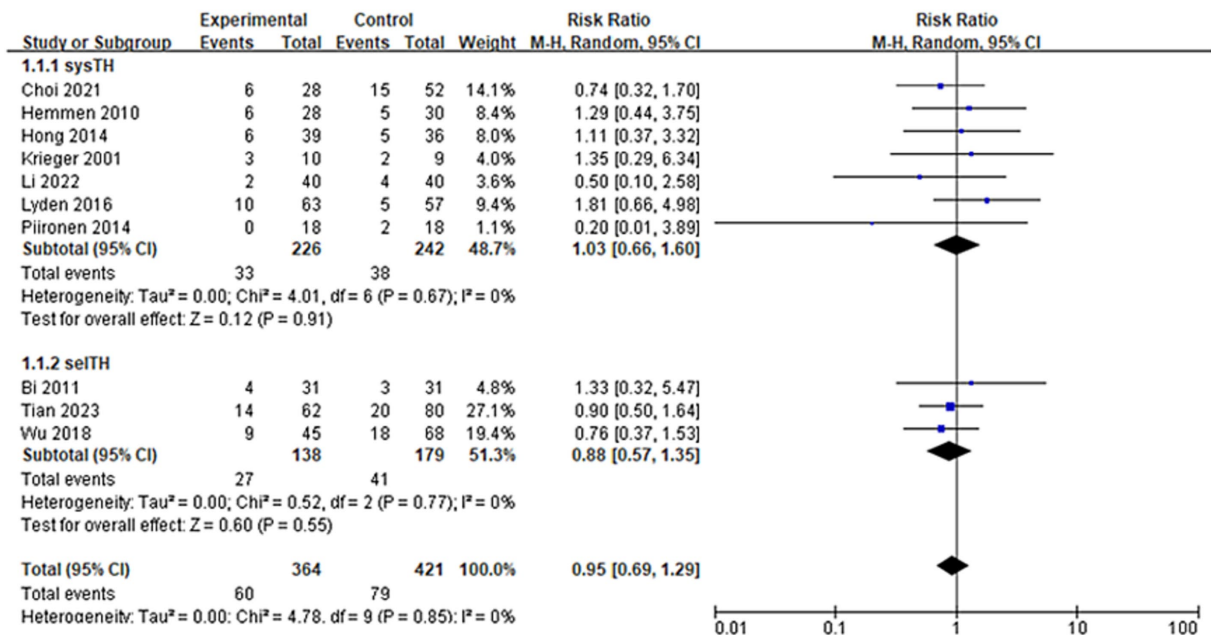 Experimental Control Risk Ratio Risk Ratio
Study or Subgroup Events Total Events Total Weight M-H, Random, 95% CI M-H, Random, 95% CI
1.1.1 sysTH
Choi 2021 6 28 15 52 14.1% 0.74 [0.32, 1.70]
Hemmen 2010 6 28 5 30 8.4% 1.29 [0.44, 3.75]
Hong 2014 6 39 5 36 8.0% 1.11 [0.37, 3.32]
Krieger 2001 3 10 2 9 4.0% 1.35 [0.29, 6.34]
Li 2022 2 40 4 40 3.6% 0.50 [0.10, 2.58]
Lyden 2016 10 63 5 57 9.4% 1.81 [0.66, 4.98]
Piironen 2014 0 18 2 18 1.1% 0.20 [0.01, 3.89]
Subtotal (95% CI) 226 242 48.7% 1.03 [0.66, 1.60]
Total events 33 38
Heterogeneity: Tau² = 0.00; Chi² = 4.01, df = 6 (P = 0.67); I² = 0%
Test for overall effect: Z = 0.12 (P = 0.91)
1.1.2 selTH
Bi 2011 4 31 3 31 4.8% 1.33 [0.32, 5.47]
Tian 2023 14 62 20 80 27.1% 0.90 [0.50, 1.64]
Wu 2018 9 45 18 68 19.4% 0.76 [0.37, 1.53]
Subtotal (95% CI) 138 179 51.3% 0.88 [0.57, 1.35]
Total events 27 41
Heterogeneity: Tau² = 0.00; Chi² = 0.52, df = 2 (P = 0.77); I² = 0%
Test for overall effect: Z = 0.60 (P = 0.55)
Total (95% CI) 364 421 100.0% 0.95 [0.69, 1.29]
Total events 60 79
Heterogeneity: Tau² = 0.00; Chi² = 4.78, df = 9 (P = 0.85); I² = 0%
0.01 0.1 1 10 100